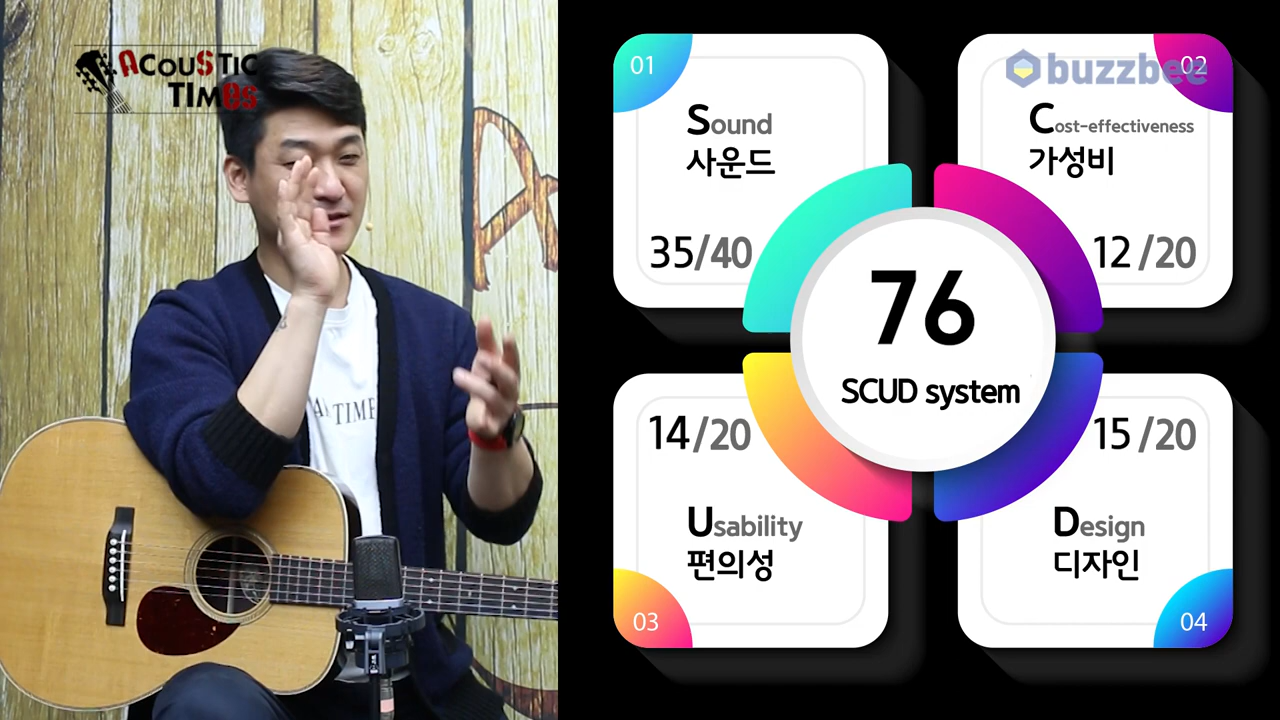 ACOUSTIC
TIMES
TIME
01
Sound
사운드
35/40
buzzbee
02
Cost-effectiveness
가성비
12/20
76
SCUD system
14/20
Usability
편의성
03
15/20
Design
디자인
04